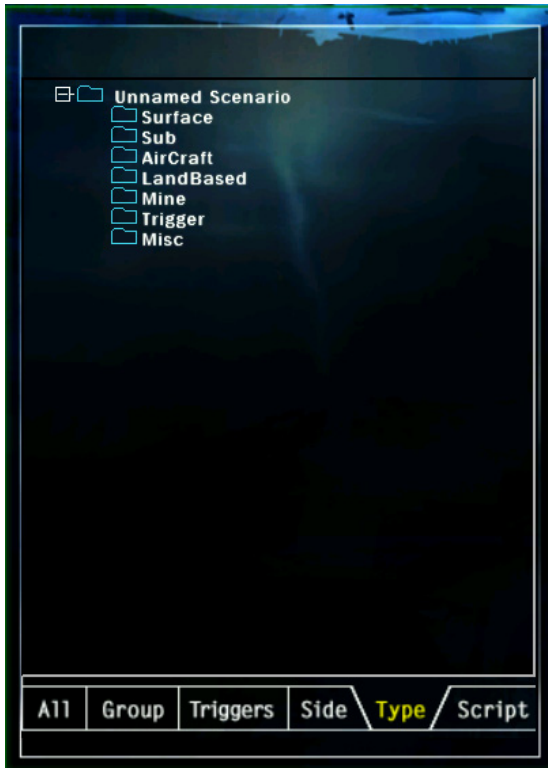 Unnamed Scenario
Surface
Sub
AirCraft
LandBased
Mine
Trigger
Misc
All Group Triggers Side Type Script